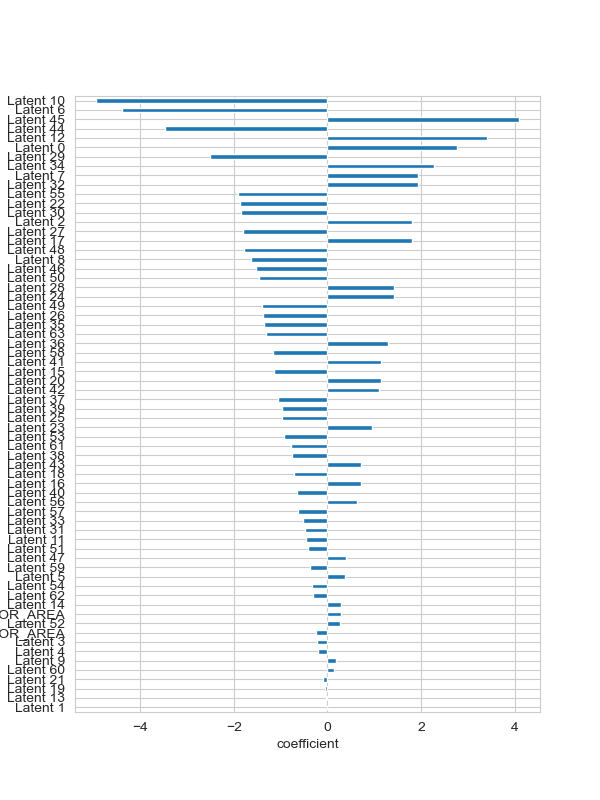 Latent 10
Latent 6
Latent 45
Latent 44
Latent 12
Latent 0
Latent 29
Latent 34
Latent 7
Latent 32
Latent 55
Latent 22
Latent 30
Latent 2
Latent 27
Latent 17
Latent 48
Latent 8
Latent 46
Latent 50
Latent 28
Latent 24
Latent 49
Latent 26
Latent 35
Latent 63
Latent 36
Latent 58
Latent 41
Latent 15
Latent 20
Latent 42
Latent 37
Latent 39
Latent 25
Latent 23
Latent 53
Latent 61
Latent 38
Latent 43
Latent 18
Latent 16
Latent 40
Latent 56
Latent 57
Latent 33
Latent 31
Latent 11
Latent 51
Latent 47
Latent 59
Latent 5
Latent 54
Latent 62
Latent 14
OR_AREA
Latent 52
OR_AREA
Latent 3
Latent 4
Latent 9
Latent 60
Latent 21
Latent 19
Latent 13
Latent 1
−4 −2 0 2 4
coefficient